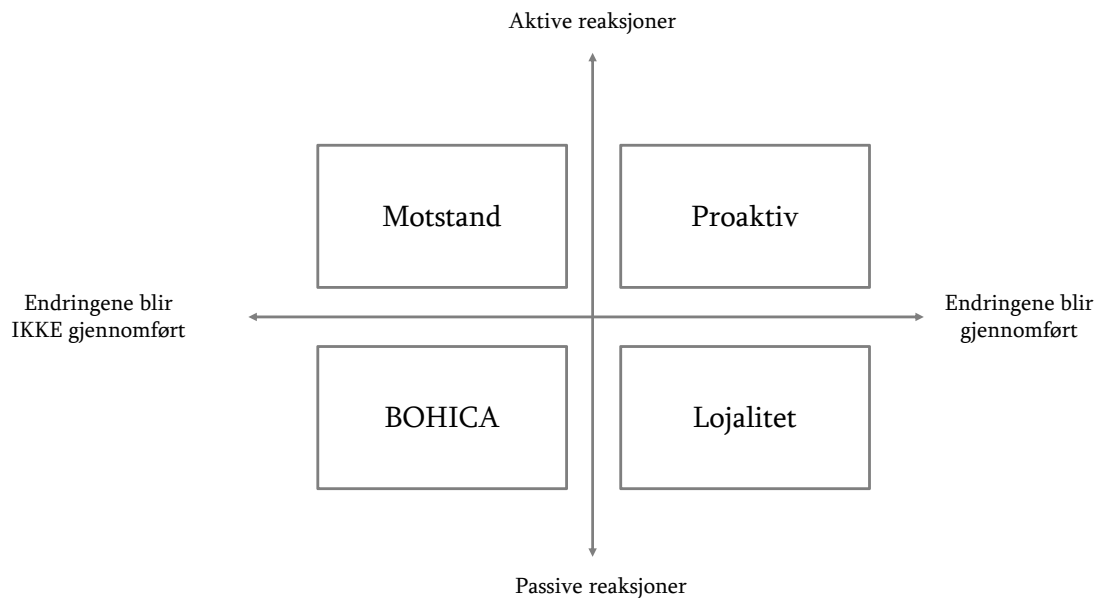 Aktive reaksjoner
Motstand
Proaktiv
Endringene blir
IKKE gjennomført
Endringene blir
gjennomført
BOHICA
Lojalitet
Passive reaksjoner